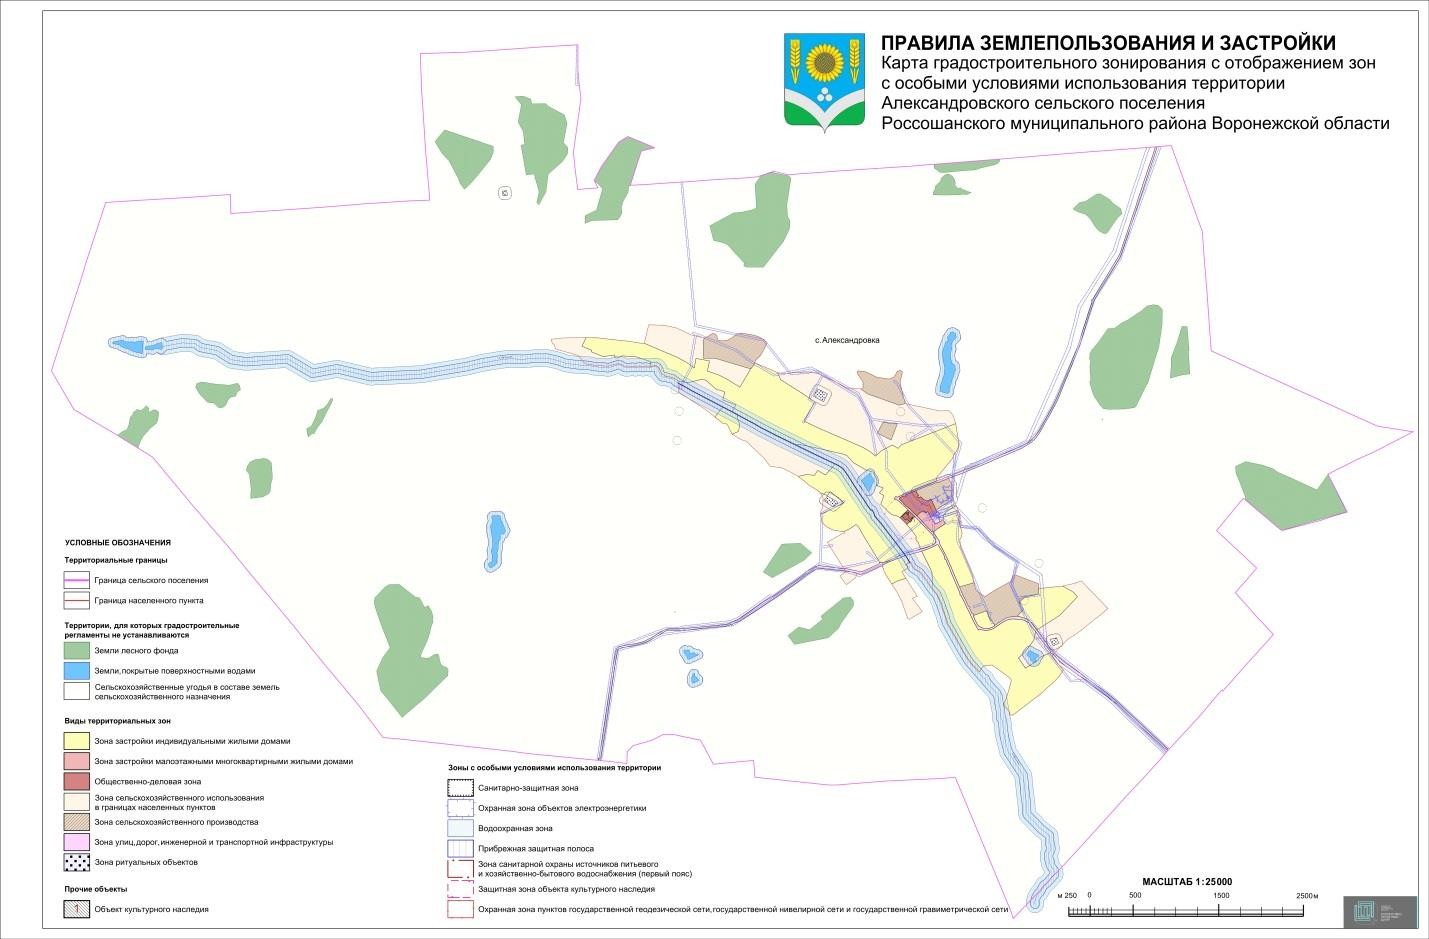 ПРАВИЛА ЗЕМЛЕПОЛЬЗОВАНИЯ И ЗАСТРОЙКИ
Карта градостроительного зонирования с отображением зон
с особыми условиями использования территории
Александровского сельского поселения
Россошанского муниципального района Воронежской области
с.Александровка
УСЛОВНЫЕ ОБОЗНАЧЕНИЯ
Территориальные границы
Граница сельского поселения
Граница населенного пункта
Территории, для которых градостроительные
регламенты не устанавливаются
Земли лесного фонда
Земли,покрытые поверхностными водами
Сельскохозяйственные угодья в составе земель
сельскохозяйственного назначения
Виды территориальных зон
Зона застройки индивидуальными жилыми домами
Зона застройки малоэтажными многоквартирными жилыми домами
Общественно-деловая зона
Зона сельскохозяйственного использования
в границах населенных пунктов
Зона сельскохозяйственного производства
Зона улиц,дорог,инженерной и транспортной инфраструктуры
Зона ритуальных объектов
Прочие объекты
1
Объект культурного наследия
Зоны с особыми условиями использования территории
Санитарно-защитная зона
Охранная зона объектов электроэнергетики
Водоохранная зона
Прибрежная защитная полоса
Зона санитарной охраны источников питьевого
и хозяйственно-бытового водоснабжения (первый пояс)
Защитная зона объекта культурного наследия
Охранная зона пунктов государственной геодезической сети,государственной нивелирной сети и государственной гравиметрической сети
МАСШТАБ 1:25000
м 250 0 500 1500 2500м